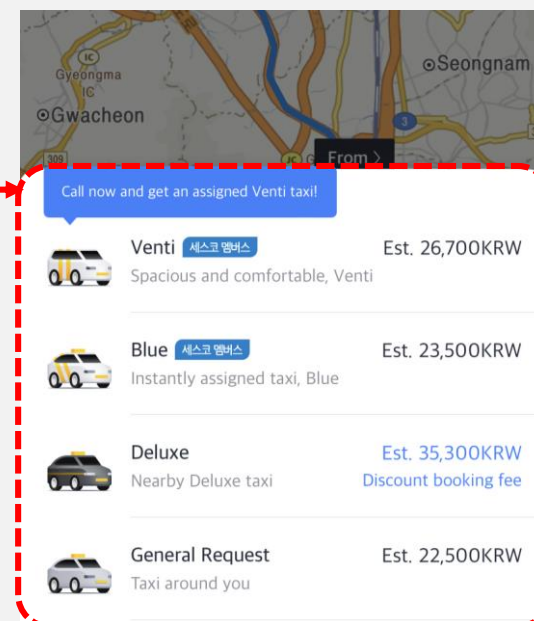 IC
Gyeongma
IC
Seongnam
Gwacheon
309
3
JC
From >
Call now and get an assigned Venti taxi!
Venti 세스코 멤버스 Est. 26,700KRW
Spacious and comfortable, Venti
Blue 세스코 멤버스 Est. 23,500KRW
Instantly assigned taxi, Blue
Deluxe Est. 35,300KRW
Nearby Deluxe taxi Discount booking fee
General Request Est. 22,500KRW
Taxi around you